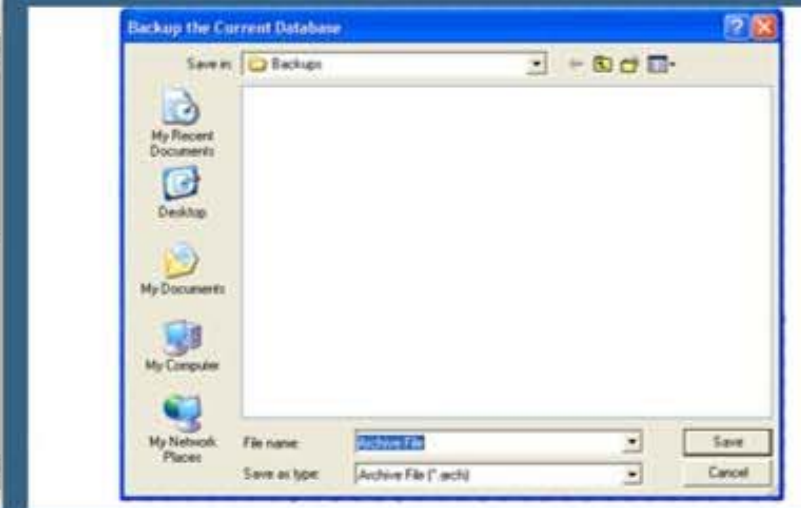 Backup the Current Database
Save in:
Backups
My Recent
Documents
Desktop
My Documents
My Computer
My Network
Places
File name:
Archive File
Save
Save as type:
Archive File (*.arch)
Cancel